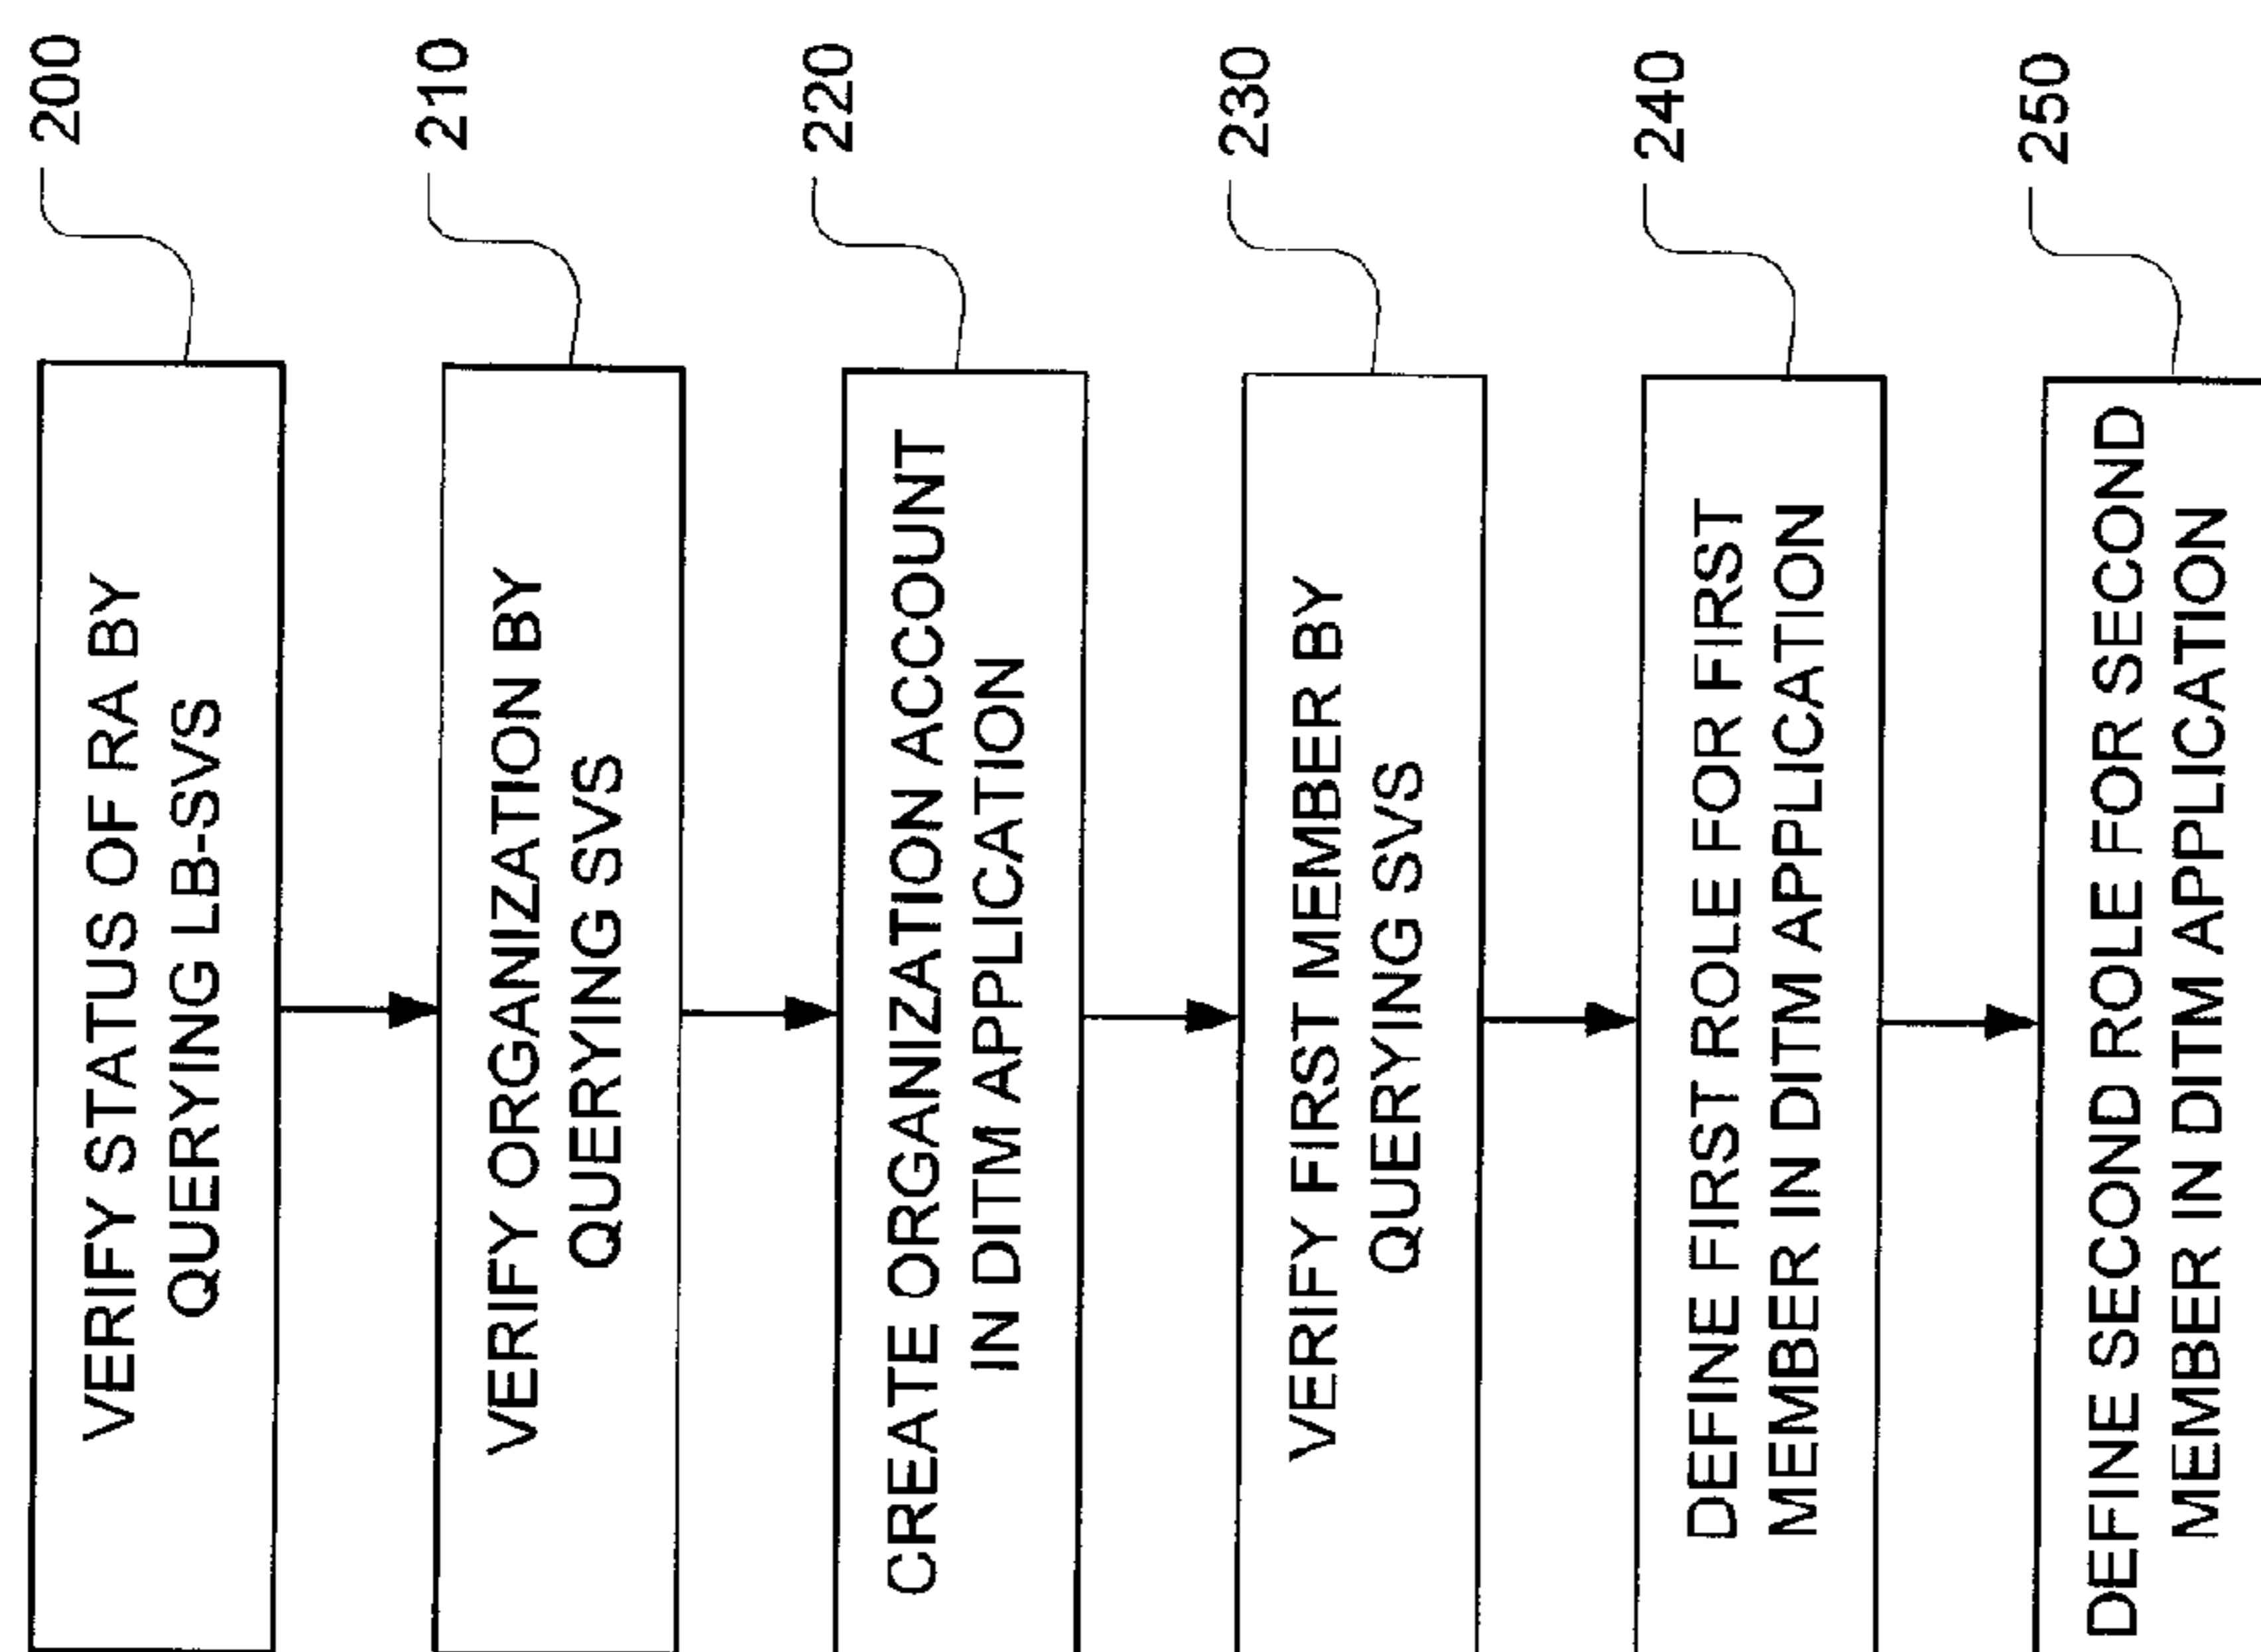 VERIFY STATUS OF RA BY
QUERYING LB-SVS
200
VERIFY ORGANIZATION BY
QUERYING SVS
210
CREATE ORGANIZATION ACCOUNT
IN DITM APPLICATION
220
VERIFY FIRST MEMBER BY
QUERYING SVS
230
DEFINE FIRST ROLE FOR FIRST
MEMBER IN DITM APPLICATION
240
DEFINE SECOND ROLE FOR SECOND
MEMBER IN DITM APPLICATION
250